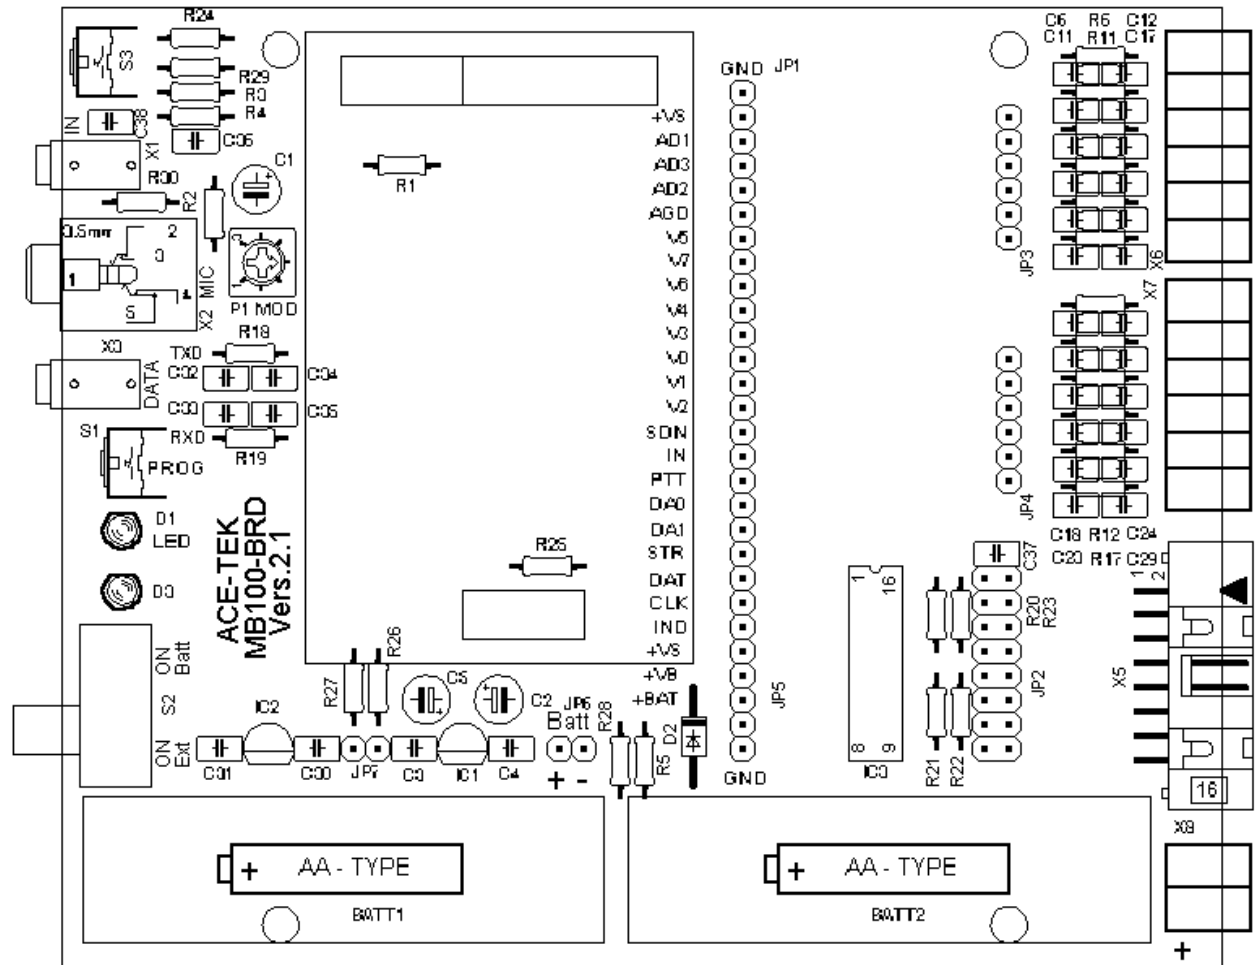 R24
S3
R29
R3
R4
IN
C38
C36
X1
C1
R30
R2
R1
3.5mm
2
3
1
S
X2 MIC
P1 MOD
R18
X3
TXD
C32
C34
DATA
C33
C35
S1
RXD
R19
PROG
D1
LED
D3
ACE-TEK
MB100-BRD
Vers.2.1
R25
GND JP1
+VS
AD1
AD3
AD2
AGD
V5
V7
V6
V4
V3
V0
V1
V2
SDN
IN
PTT
DA0
DA1
STR
DAT
CLK
IND
+VS
+VB
+BAT
JP5
GND
C6 R6 C12
C11 R11 C17
JP3
X6
X7
JP4
C18 R12 C24
C23 R17 C29
C37
1
16
8
9
IC3
R20
R23
JP2
R21
R22
1
2
X5
16
ON
Batt
S2
ON
Ext
IC2
C31
C30
R27
R26
JP7
C5
C3
IC1
C2
C4
JP6
Batt
+ -
R28
R5
D2
+ AA - TYPE
BATT1
+ AA - TYPE
BATT2
X8
+